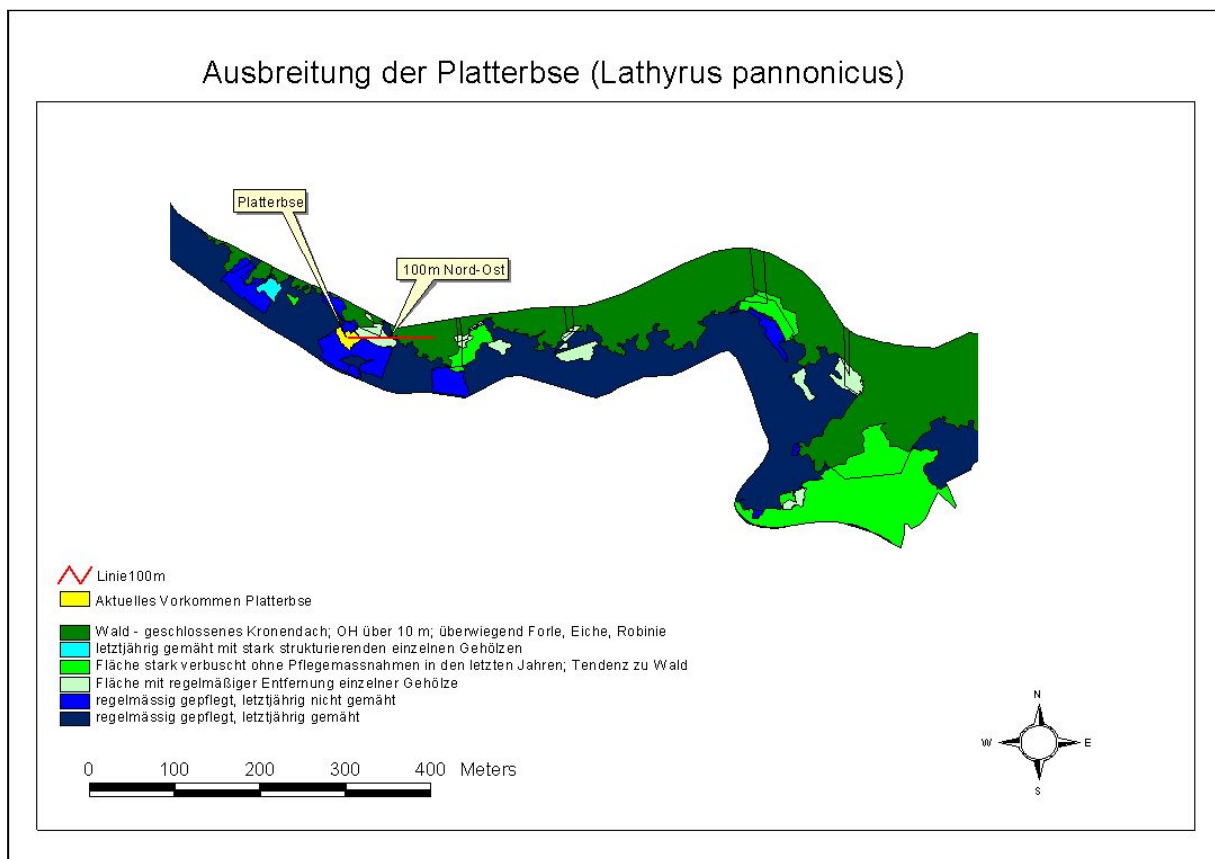 Ausbreitung der Platterbse (Lathyrus pannonicus)
Platterbse
100m Nord-Ost
Linie100m
Aktuelles Vorkommen Platterbse
Wald - geschlossenes Kronendach; OH über 10 m; überwiegend Forle, Eiche, Robinie
letztjährig gemäht mit stark strukturierenden einzelnen Gehölzen
Fläche stark verbuscht ohne Pflegemassnahmen in den letzten Jahren; Tendenz zu Wald
Fläche mit regelmäßiger Entfernung einzelner Gehölze
regelmässig gepflegt, letztjährig nicht gemäht
regelmässig gepflegt, letztjährig gemäht
0 100 200 300 400 Meters
N
W E
S